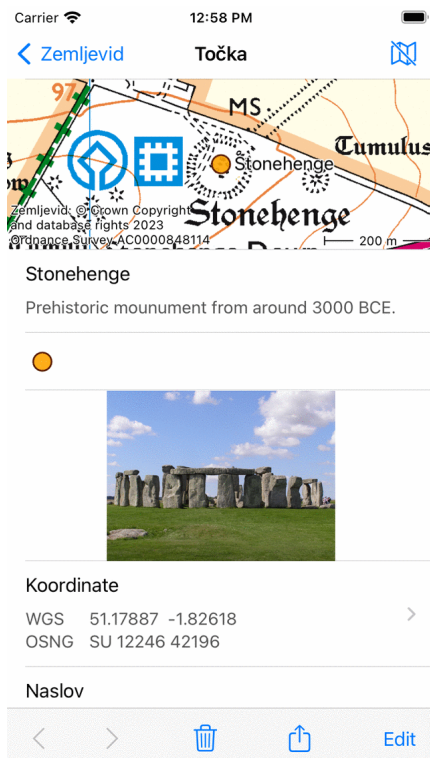 Carrier
12:58 PM
Zemljevid
Točka
97
MS.
Tumulus
Stonehenge
Stonehenge
Zemljevid: © Crown Copyright
and database rights 2023
Ordnance Survey AC0000848114
Down
200 m
Stonehenge
Prehistoric mounument from around 3000 BCE.
Koordinate
WGS 51.17887 -1.82618
OSNG SU 12246 42196
Naslov
Edit